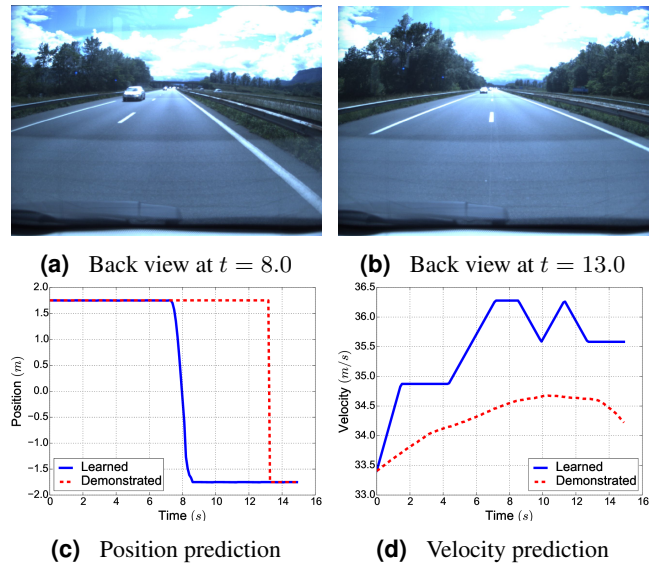 (a) Back view at t = 8.0
(b) Back view at t = 13.0
2.0
1.5
1.0
0.5
0.0
−0.5
−1.0
−1.5
−2.0
Position (m)
Learned
Demonstrated
0 2 4 6 8 10 12 14 16
Time (s)
36.5
36.0
35.5
35.0
34.5
34.0
33.5
33.0
Velocity (m/s)
Learned
Demonstrated
0 2 4 6 8 10 12 14 16
Time (s)
(c) Position prediction
(d) Velocity prediction